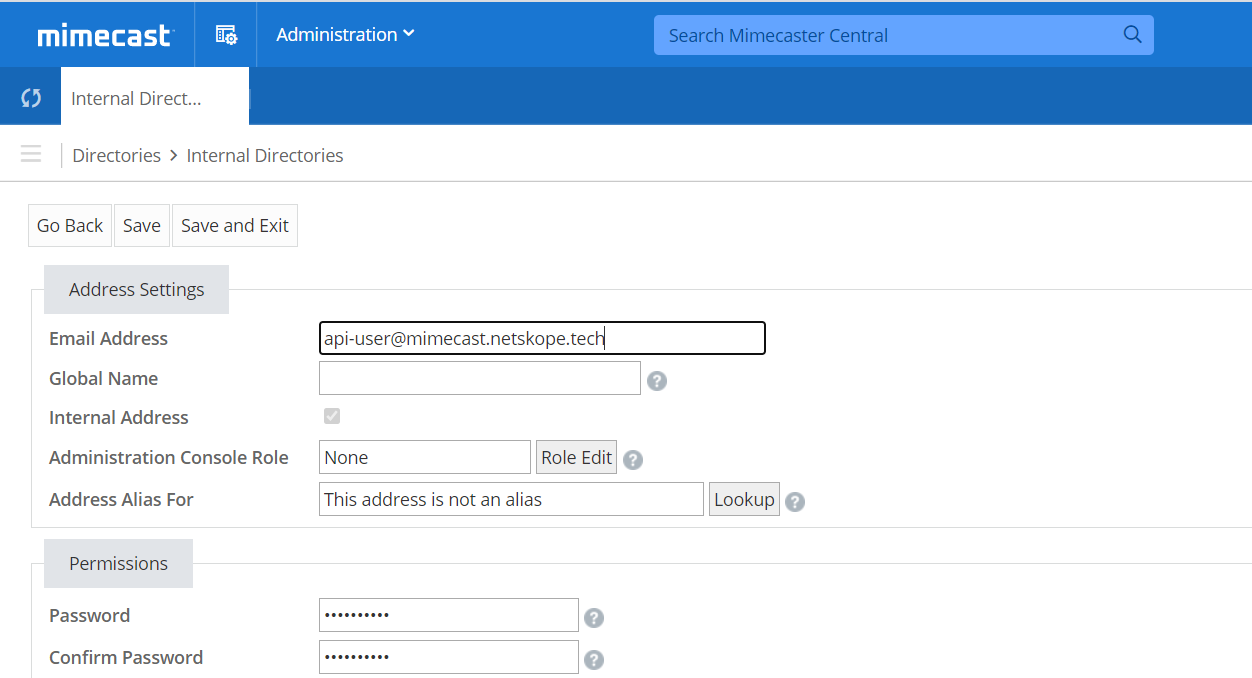 mimecast Administration Search Mimecaster Central
Internal Direct...
Directories > Internal Directories
Go Back Save Save and Exit
Address Settings
Email Address api-user@mimecast.netskope.tech
Global Name ?
Internal Address
Administration Console Role None Role Edit ?
Address Alias For This address is not an alias Lookup ?
Permissions
Password •••••••••• ?
Confirm Password •••••••••• ?